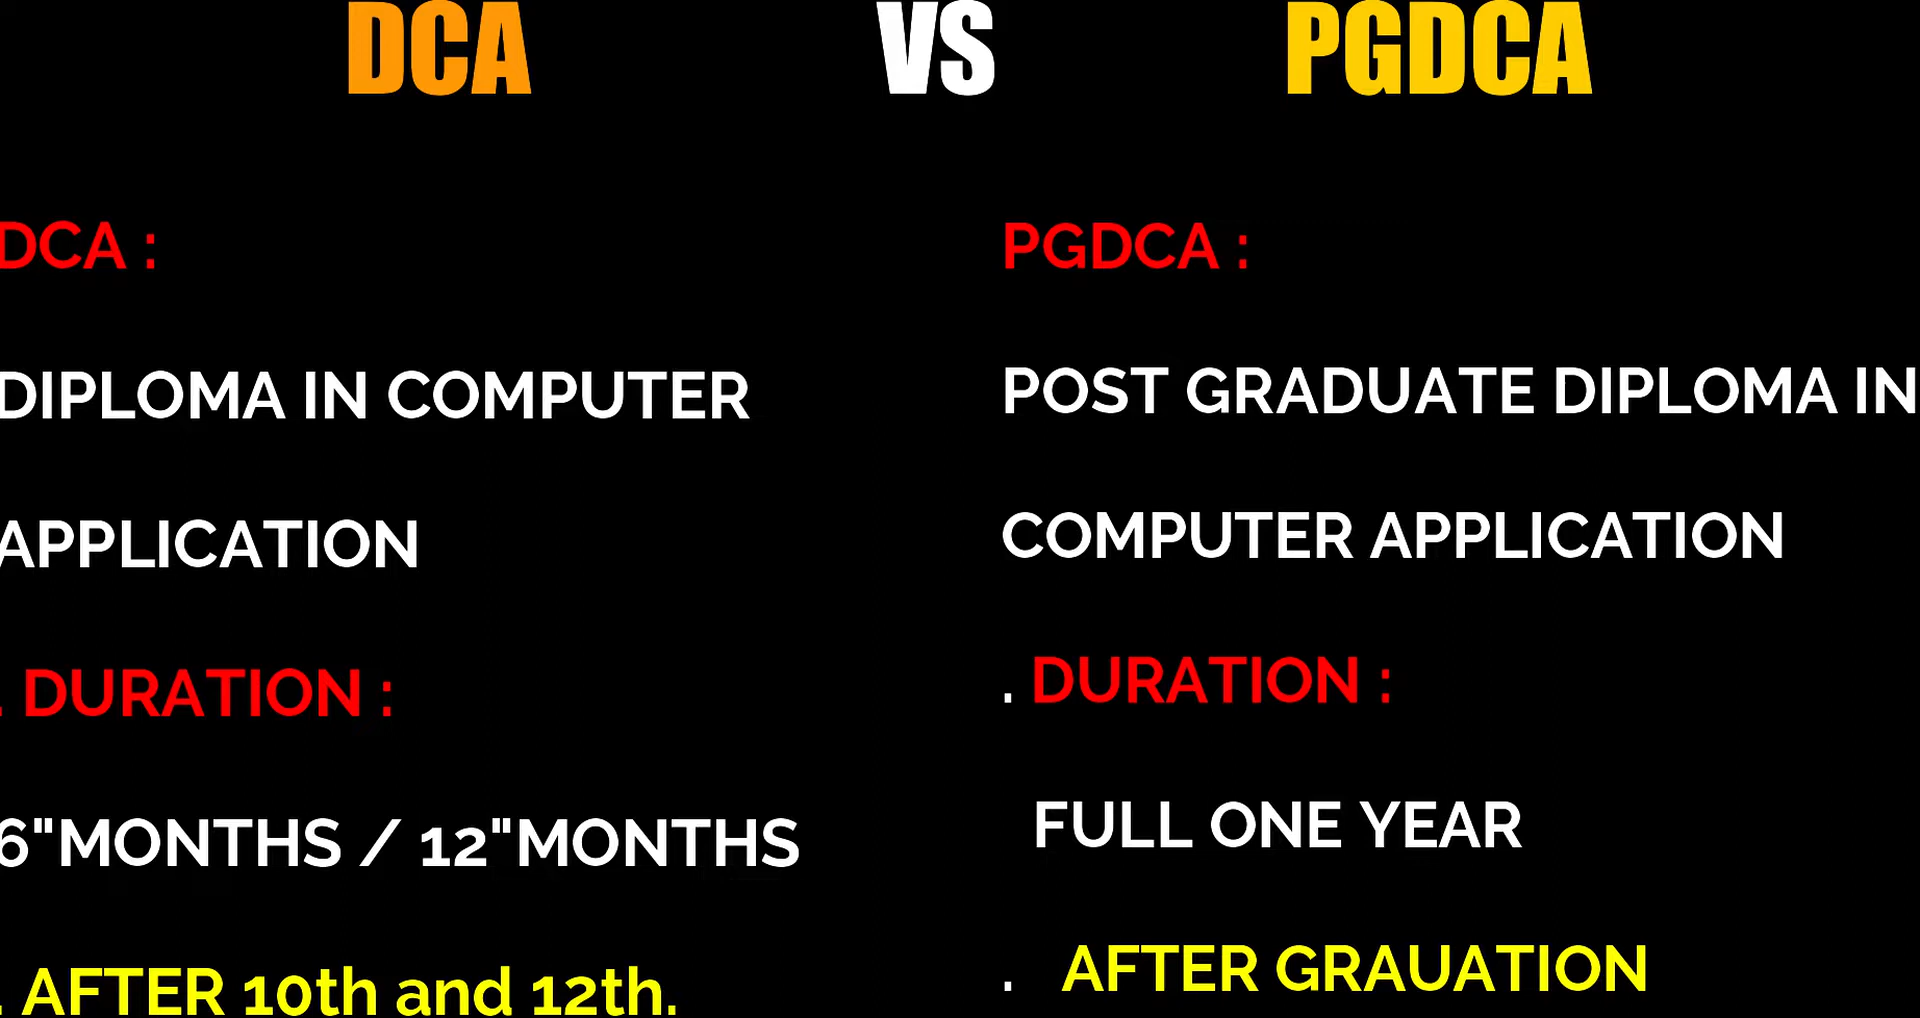 DCA VS PGDCA
DCA :
DIPLOMA IN COMPUTER
APPLICATION
. DURATION :
6"MONTHS / 12"MONTHS
. AFTER 10th and 12th.
PGDCA :
POST GRADUATE DIPLOMA IN
COMPUTER APPLICATION
. DURATION :
FULL ONE YEAR
. AFTER GRAUATION